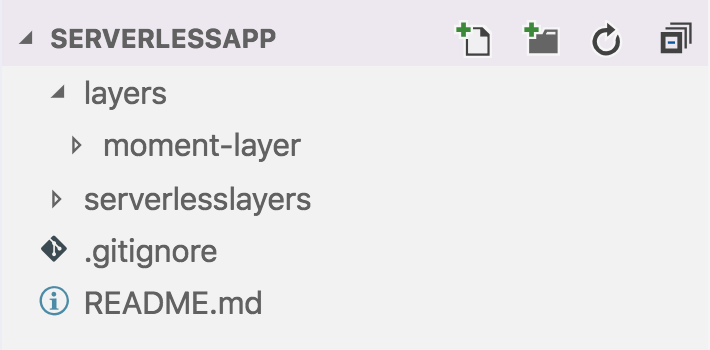 SERVERLESSAPP
layers
moment-layer
serverlesslayers
.gitignore
README.md